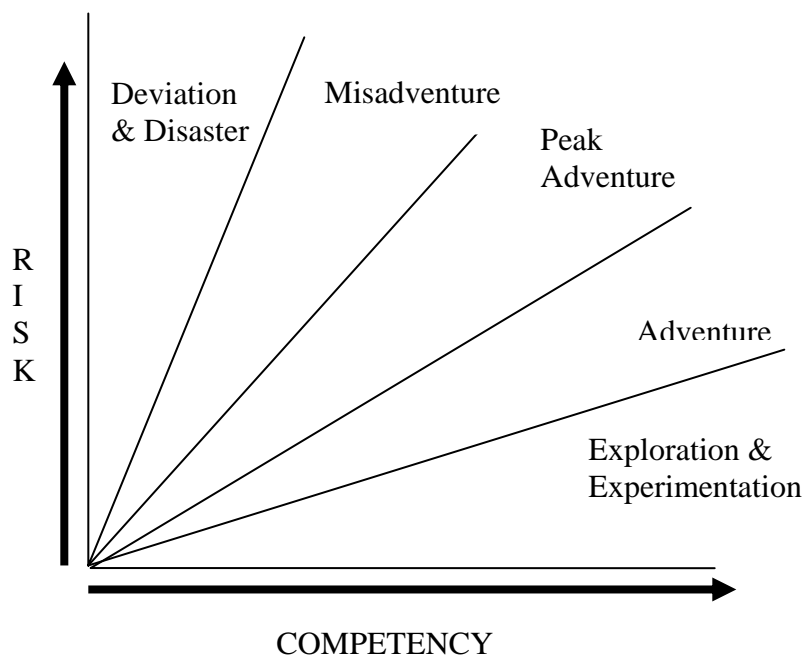 Deviation
& Disaster
Misadventure
Peak
Adventure
R
I
S
K
Adventure
Exploration &
Experimentation
COMPETENCY